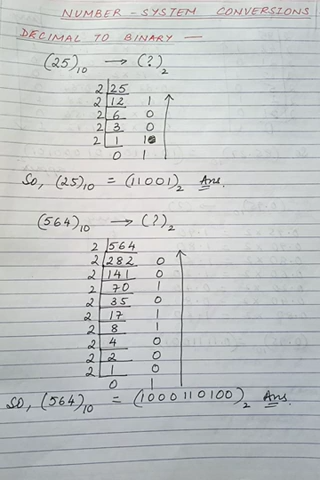 NUMBER-SYSTEM CONVERSIONS
DECIMAL TO BINARY —
(25)₁₀ → (?)₂
2 | 25
2 | 12 1
2 | 6 0
2 | 3 0
2 | 1 1
0 1
So, (25)₁₀ = (11001)₂ Ans.
(564)₁₀ → (?)₂
2 | 564
2 | 282 0
2 | 141 0
2 | 70 1
2 | 35 0
2 | 17 1
2 | 8 1
2 | 4 0
2 | 2 0
2 | 1 0
0 1
So, (564)₁₀ = (1000110100)₂ Ans.